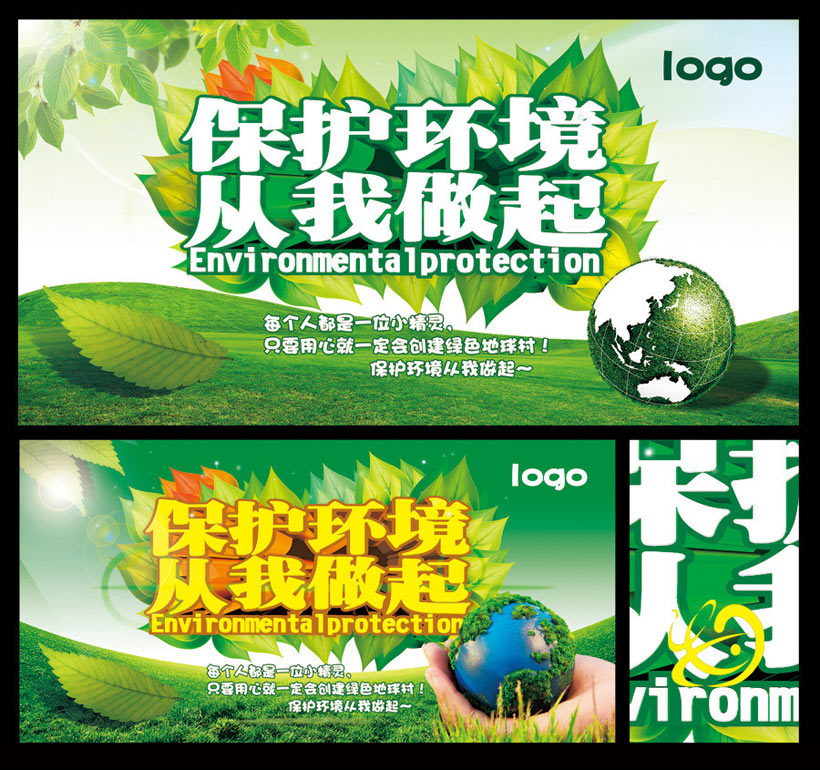 logo
保护环境
从我做起
Environmentalprotection
每个人都是一位小精灵，
只要用心就一定会创建绿色地球村！
保护环境从我做起～
logo
保护环境
从我做起
Environmentalprotection
每个人都是一位小精灵，
只要用心就一定会创建绿色地球村！
保护环境从我做起～
保护
从我
vironm